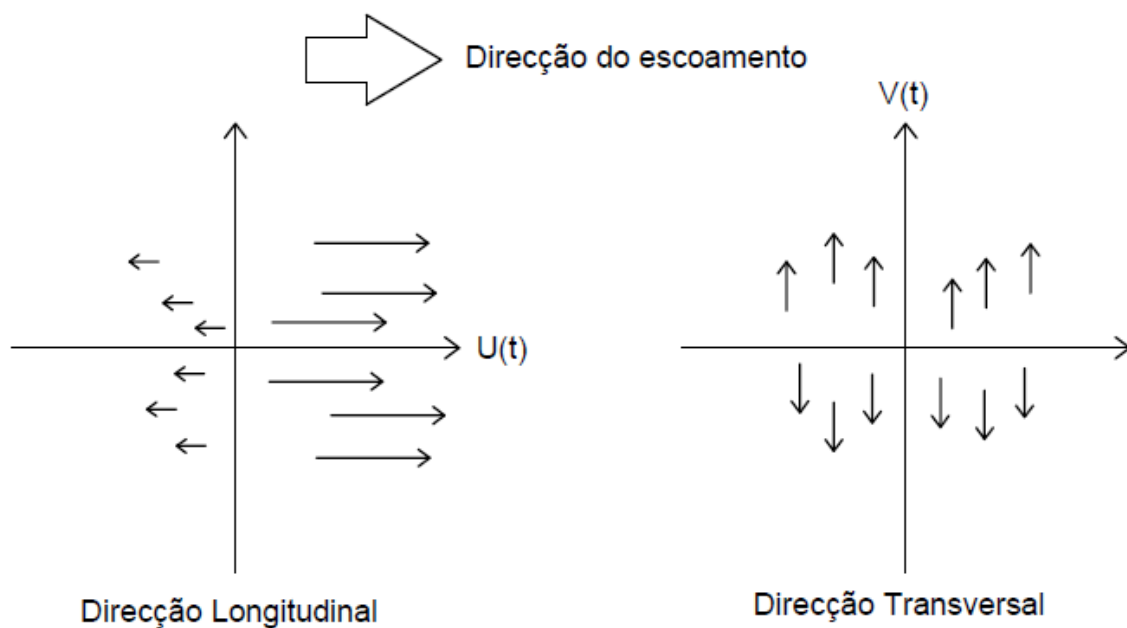 Direcção do escoamento
V(t)
U(t)
Direcção Longitudinal
Direcção Transversal